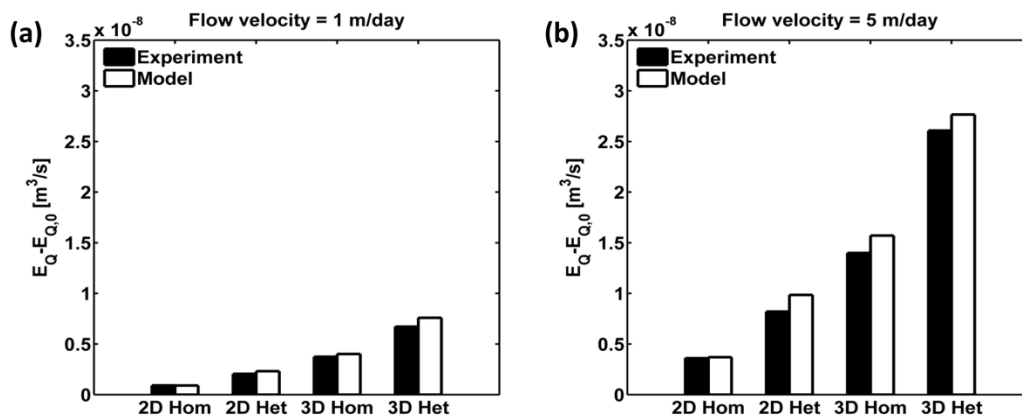 (a)
Flow velocity = 1 m/day
x 10^-8
3.5
3
2.5
2
1.5
1
0.5
0
E_Q-E_Q,0 [m^3/s]
Experiment
Model
2D Hom 2D Het 3D Hom 3D Het
(b)
Flow velocity = 5 m/day
x 10^-8
3.5
3
2.5
2
1.5
1
0.5
0
E_Q-E_Q,0 [m^3/s]
Experiment
Model
2D Hom 2D Het 3D Hom 3D Het